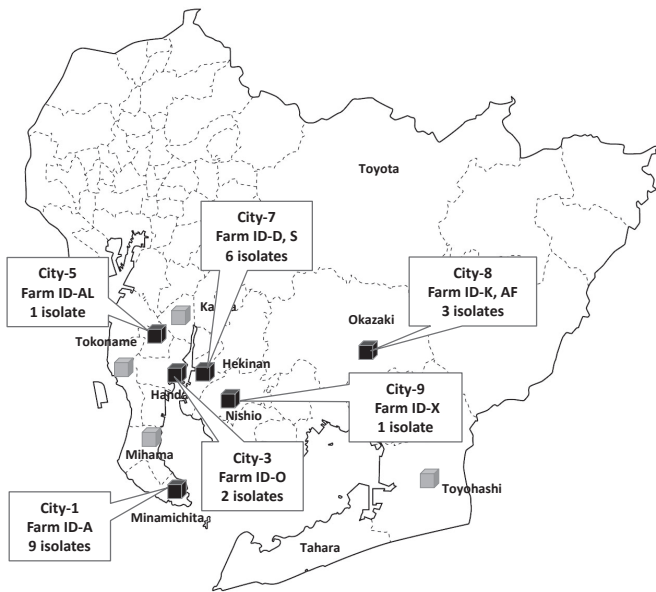 Toyota
City-7
Farm ID-D, S
6 isolates
City-5
Farm ID-AL
1 isolate
City-8
Farm ID-K, AF
3 isolates
Okazaki
Tokoname
Hekinan
Handa
Nishio
City-9
Farm ID-X
1 isolate
Mihama
City-3
Farm ID-O
2 isolates
Toyohashi
City-1
Farm ID-A
9 isolates
Minamichita
Tahara